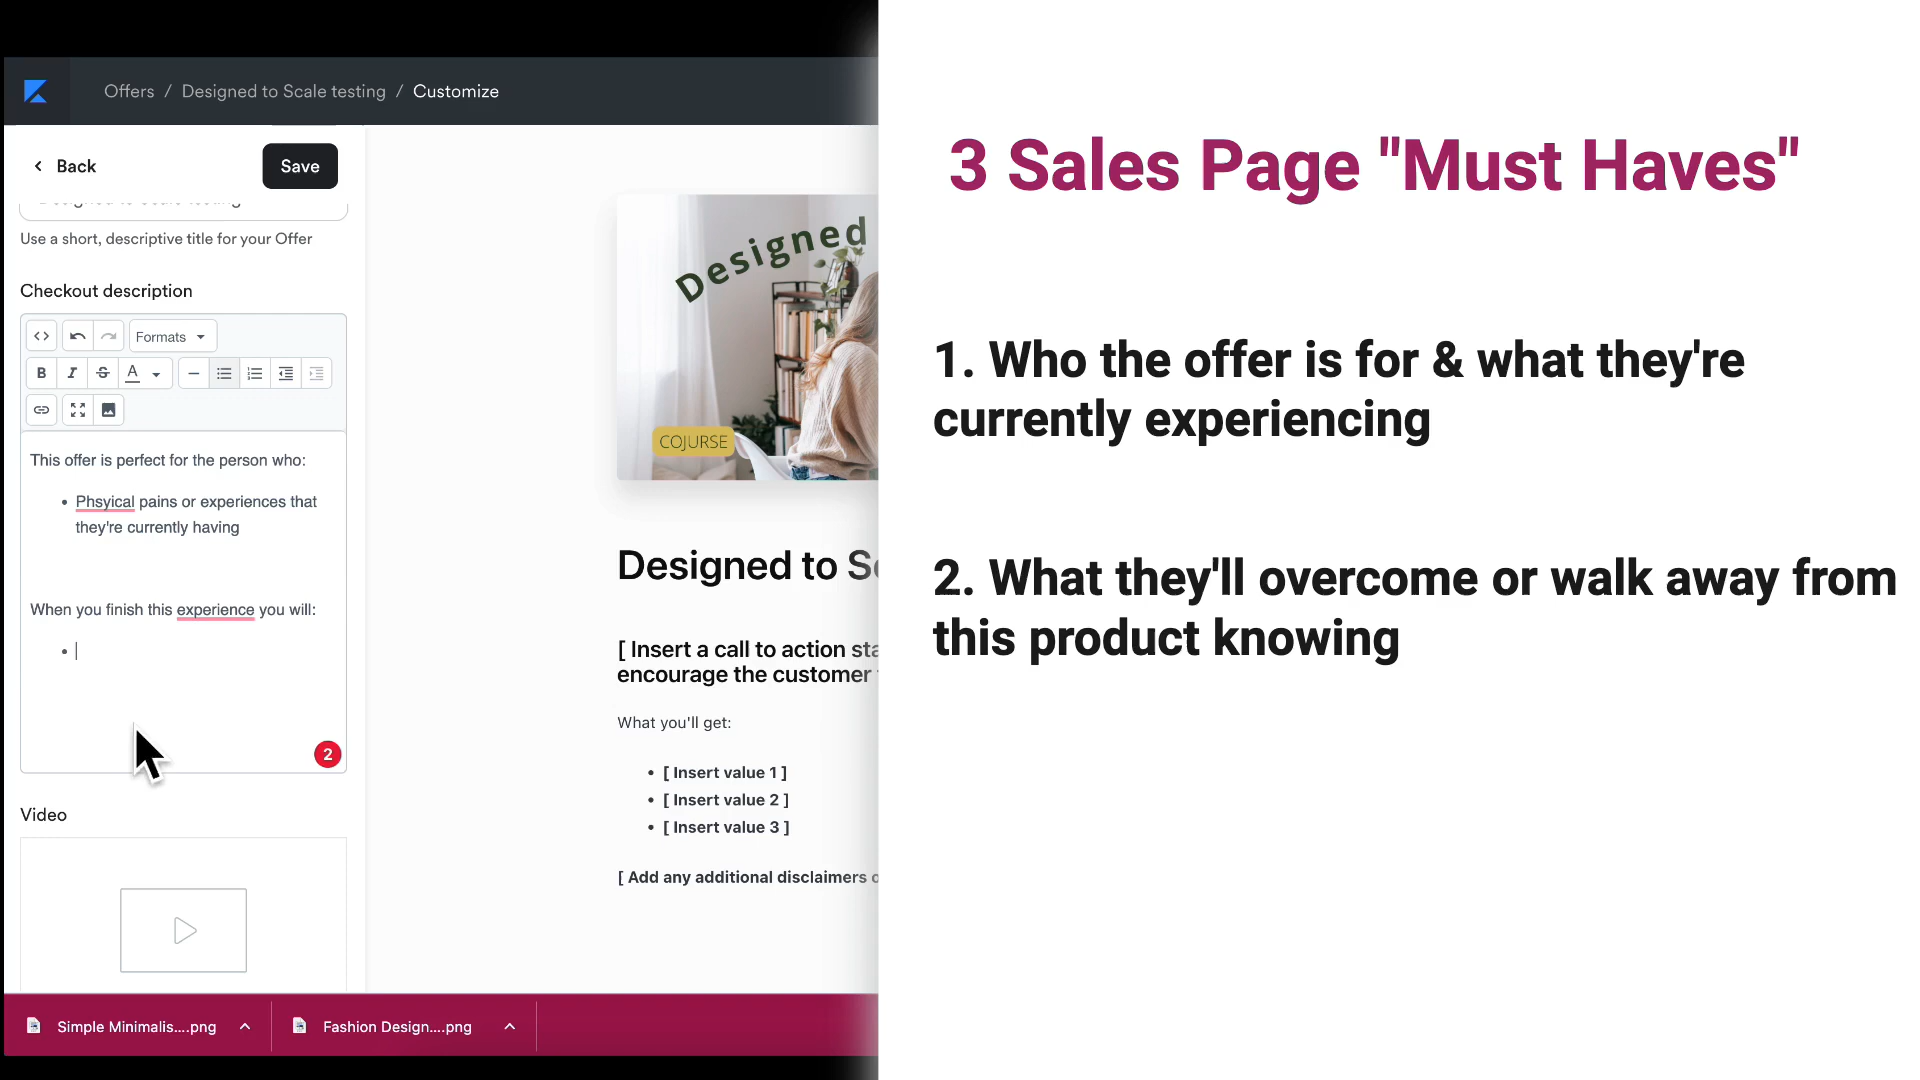 Offers / Designed to Scale testing / Customize
Back
Save
Use a short, descriptive title for your Offer
Checkout description
Formats
B I S A
This offer is perfect for the person who:
• Phsyical pains or experiences that
they're currently having
When you finish this experience you will:
•
2
Video
Simple Minimalis....png
Fashion Design....png
Designed
COJURSE
Designed to
[ Insert a call to action
encourage the customer
What you'll get:
• [ Insert value 1 ]
• [ Insert value 2 ]
• [ Insert value 3 ]
[ Add any additional disclaimers
3 Sales Page "Must Haves"
1. Who the offer is for & what they're
currently experiencing
2. What they'll overcome or walk away from
this product knowing